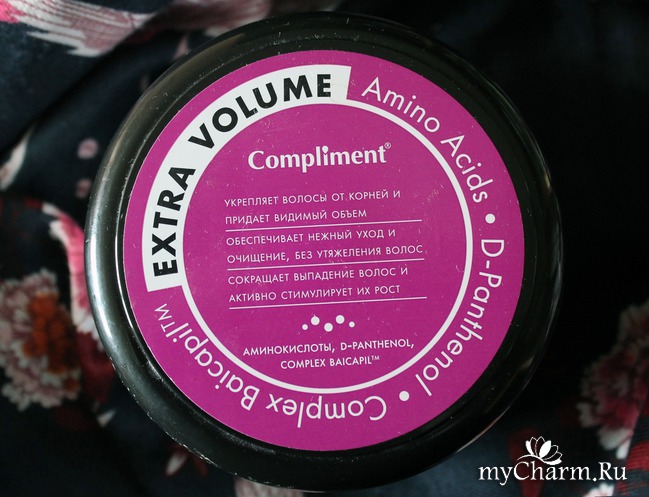 EXTRA VOLUME
Amino Acids • D-Panthenol • Complex Baicapil™
Compliment®
УКРЕПЛЯЕТ ВОЛОСЫ ОТ КОРНЕЙ И
ПРИДАЕТ ВИДИМЫЙ ОБЪЕМ
ОБЕСПЕЧИВАЕТ НЕЖНЫЙ УХОД И
ОЧИЩЕНИЕ, БЕЗ УТЯЖЕЛЕНИЯ ВОЛОС
СОКРАЩАЕТ ВЫПАДЕНИЕ ВОЛОС И
АКТИВНО СТИМУЛИРУЕТ ИХ РОСТ
АМИНОКИСЛОТЫ, D-PANTHENOL,
COMPLEX BAICAPIL™
myCharm.Ru